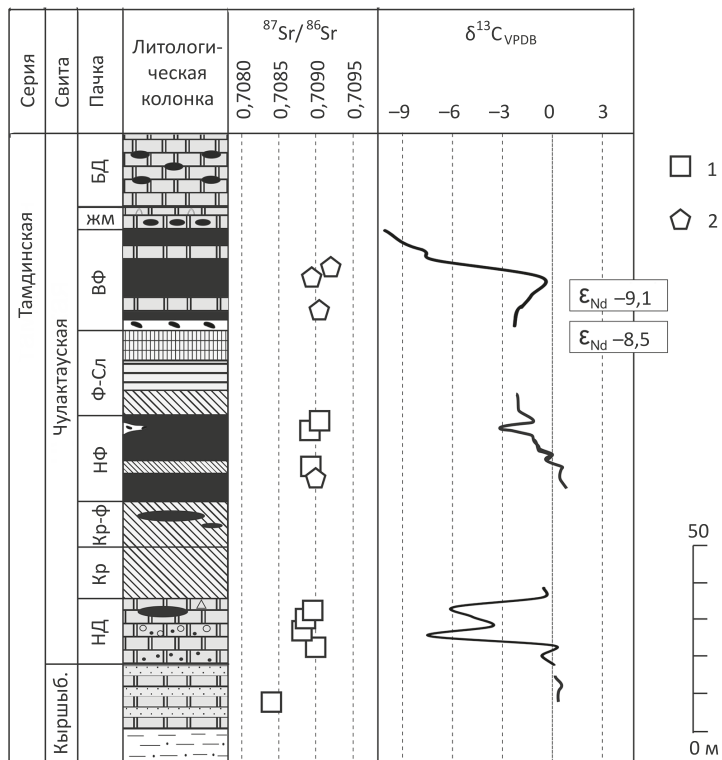 Серия
Свита
Пачка
Литологи-
ческая
колонка
87Sr/86Sr
0,7080
0,7085
0,7090
0,7095
δ13CVPDB
–9
–6
–3
0
3
Тамдинская
Чулактауская
Кыршыб.
БД
жм
ВФ
Ф-Сл
НФ
Кр-ф
Кр
НД
εNd –9,1
εNd –8,5
1
2
50
0 м